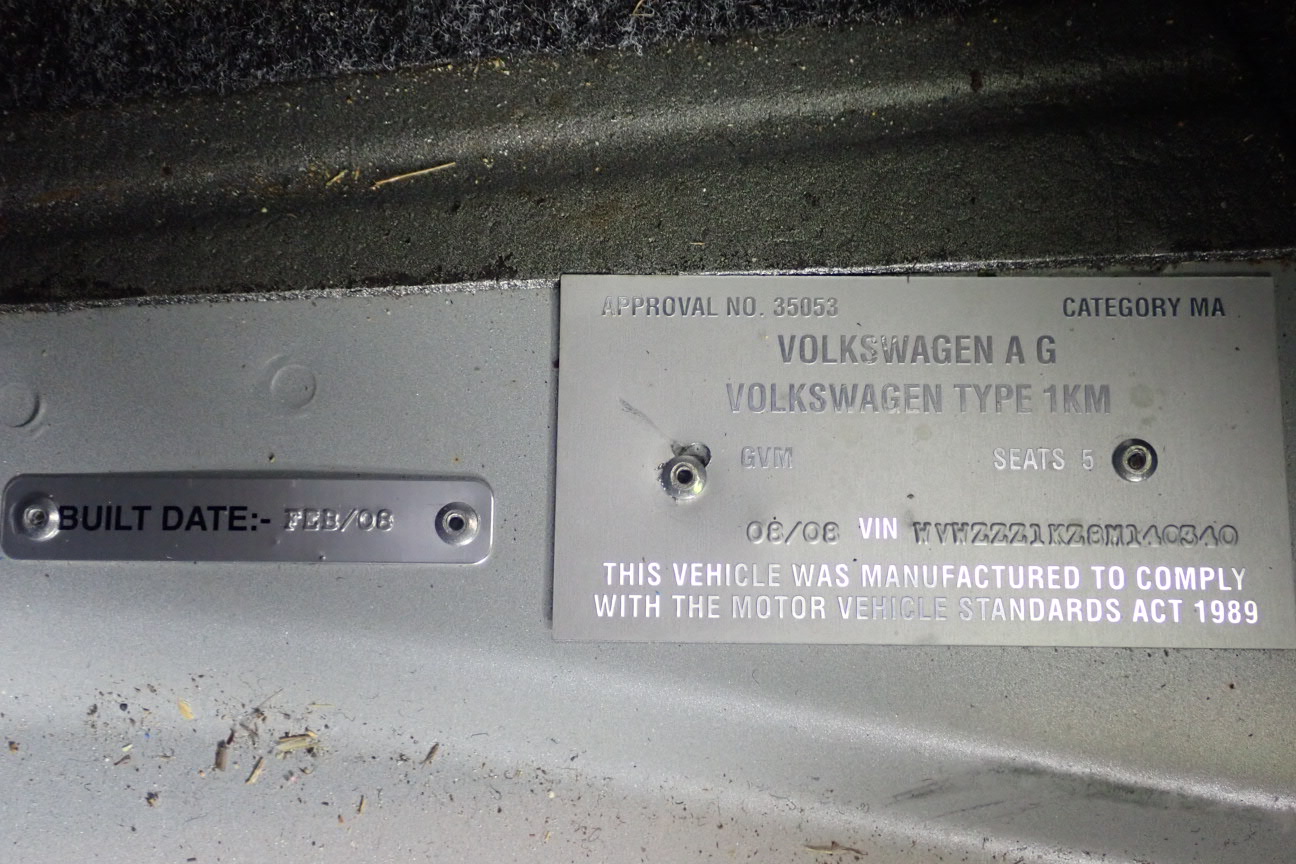 APPROVAL NO. 35053 CATEGORY MA
VOLKSWAGEN A G
VOLKSWAGEN TYPE 1KM
GVM SEATS 5
BUILT DATE:- FEB/08
08/08 VIN WVWZZZ1KZ8M140340
THIS VEHICLE WAS MANUFACTURED TO COMPLY
WITH THE MOTOR VEHICLE STANDARDS ACT 1989